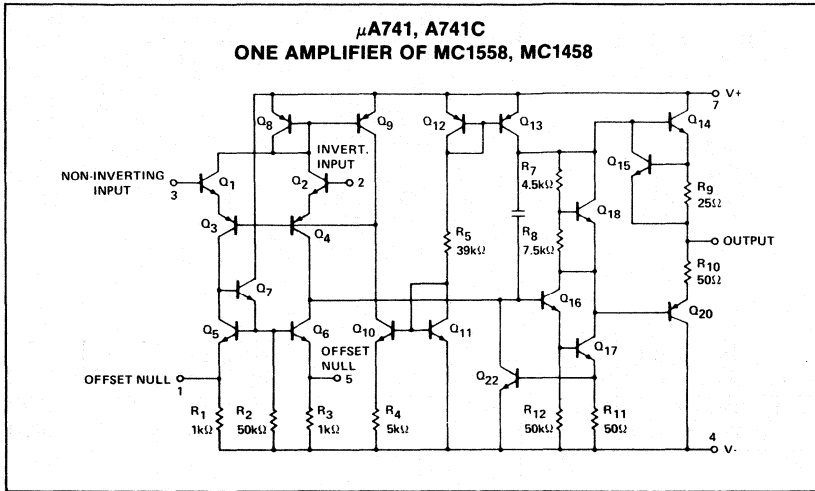 µA741, A741C
ONE AMPLIFIER OF MC1558, MC1458
V+
7
Q8
Q9
Q12
Q13
Q14
Q15
INVERT.
INPUT
NON-INVERTING
INPUT
3
Q1
Q2
2
R7
4.5kΩ
R9
25Ω
Q3
Q4
Q18
R5
39kΩ
R8
7.5kΩ
OUTPUT
R10
50Ω
Q7
Q16
Q5
Q6
Q10
Q11
Q17
Q20
OFFSET
NULL
5
Q22
OFFSET NULL
1
R1
1kΩ
R2
50kΩ
R3
1kΩ
R4
5kΩ
R12
50kΩ
R11
50Ω
4
V-